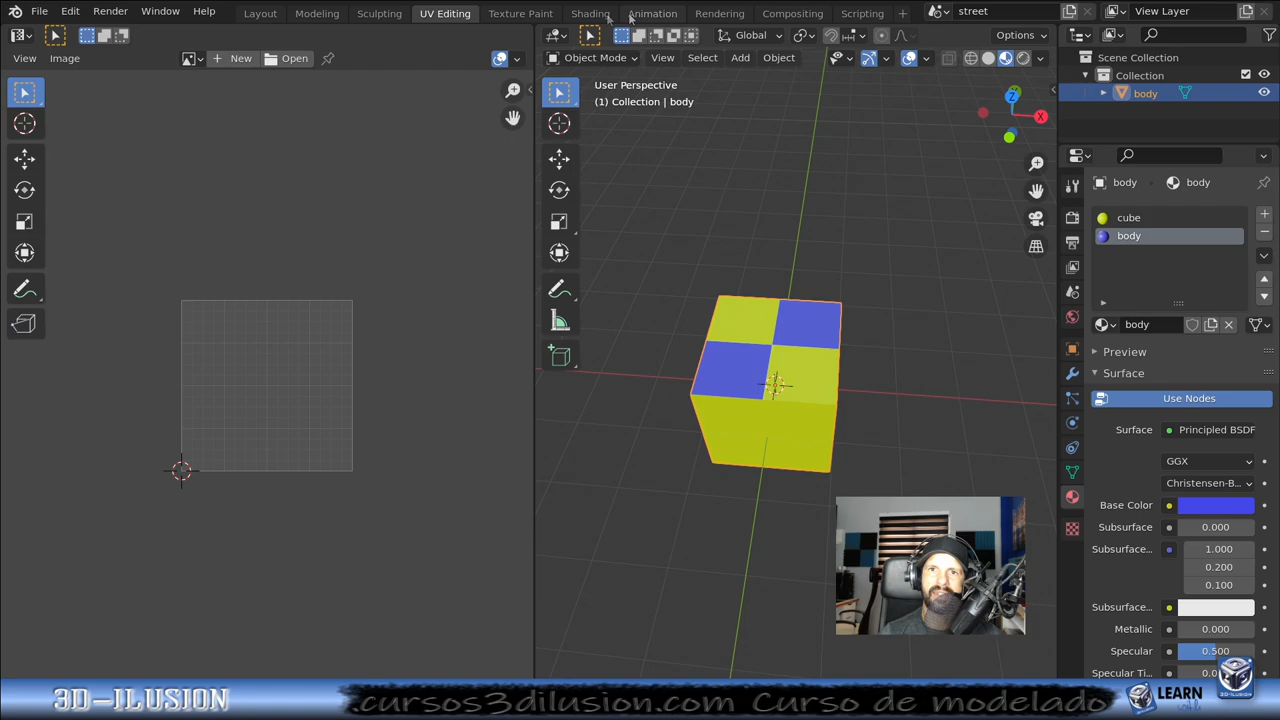 File Edit Render Window Help Layout Modeling Sculpting UV Editing Texture Paint Shading Animation Rendering Compositing Scripting + street View Layer
Global Options
View Image + New Open Object Mode View Select Add Object
Scene Collection
Collection
body
User Perspective
(1) Collection | body
Z
X
body body
cube
body
body
Preview
Surface
Use Nodes
Surface Principled BSDF
GGX
Christensen-B...
Base Color
Subsurface 0.000
Subsurface... 1.000
0.200
0.100
Subsurface...
Metallic 0.000
Specular 0.500
Specular Ti... 0.0
3D-ILUSION .cursos3dilusion.com Curso de modelado LEARN